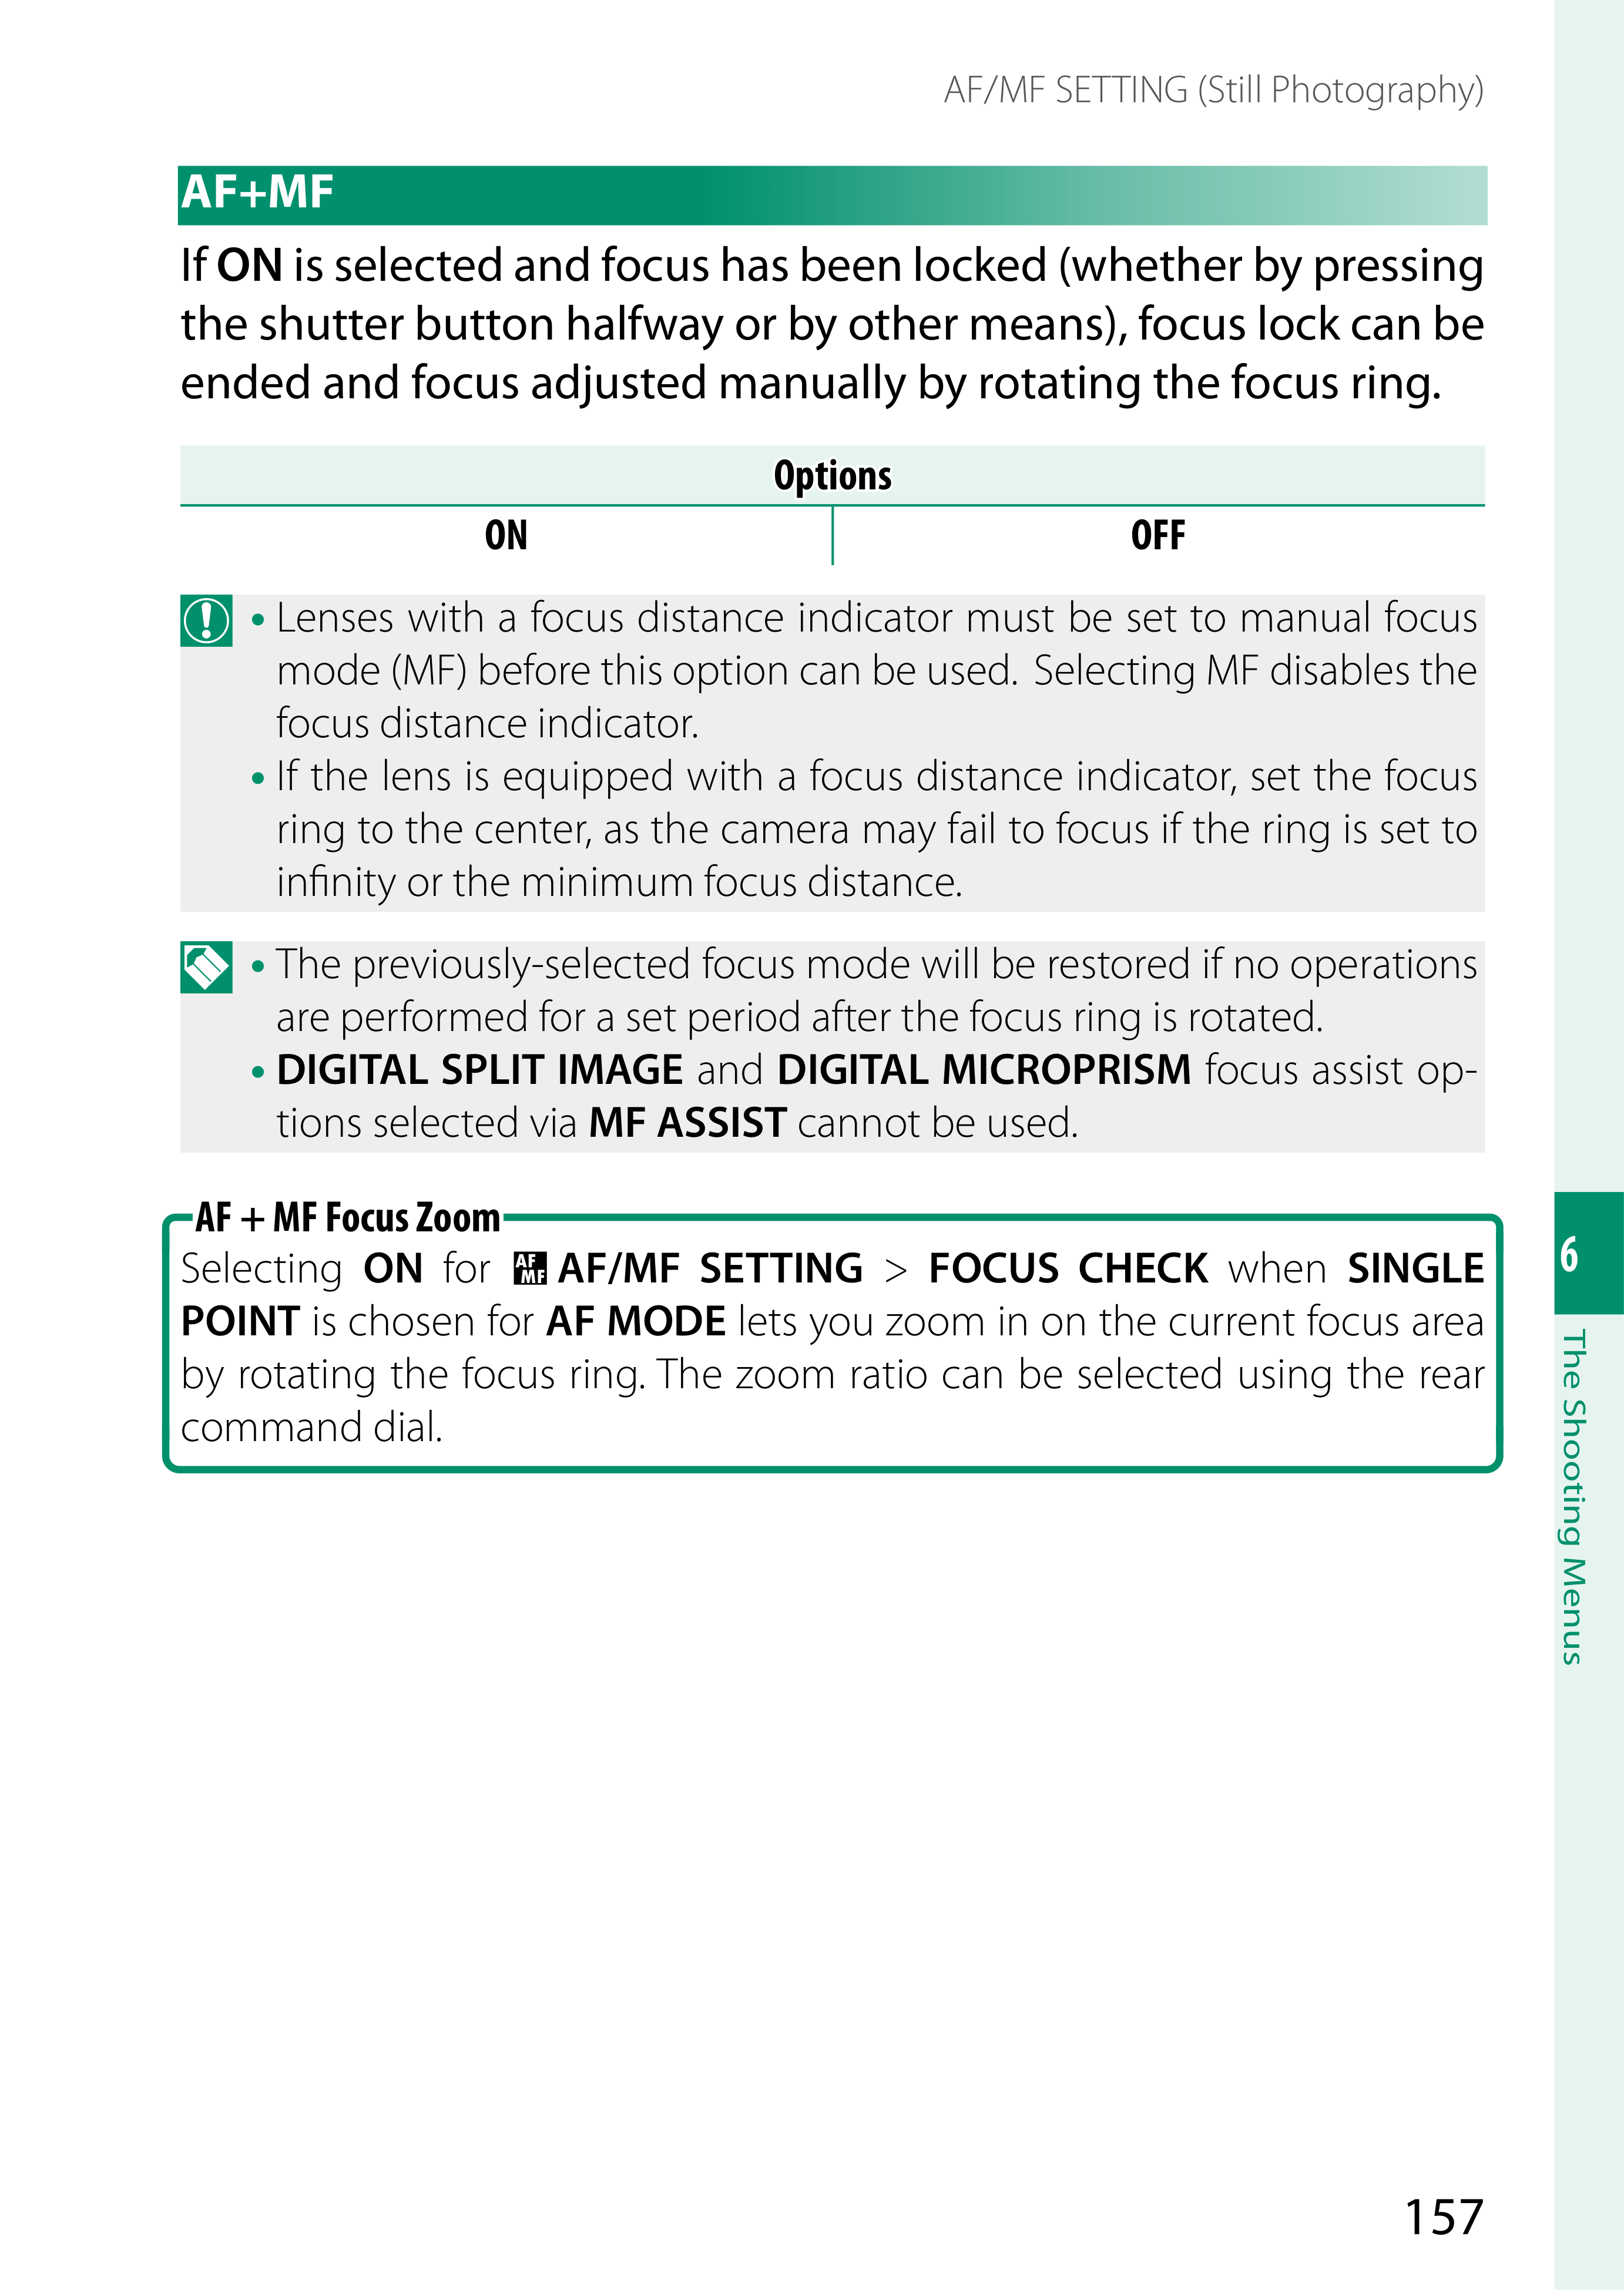 AF/MF SETTING (Still Photography)
AF+MF
If ON is selected and focus has been locked (whether by pressing
the shutter button halfway or by other means), focus lock can be
ended and focus adjusted manually by rotating the focus ring.
Options
ON OFF
• Lenses with a focus distance indicator must be set to manual focus
mode (MF) before this option can be used. Selecting MF disables the
focus distance indicator.
• If the lens is equipped with a focus distance indicator, set the focus
ring to the center, as the camera may fail to focus if the ring is set to
infinity or the minimum focus distance.
• The previously-selected focus mode will be restored if no operations
are performed for a set period after the focus ring is rotated.
• DIGITAL SPLIT IMAGE and DIGITAL MICROPRISM focus assist op-
tions selected via MF ASSIST cannot be used.
AF + MF Focus Zoom
Selecting ON for AF MF AF/MF SETTING > FOCUS CHECK when SINGLE
POINT is chosen for AF MODE lets you zoom in on the current focus area
by rotating the focus ring. The zoom ratio can be selected using the rear
command dial.
6
The Shooting Menus
157